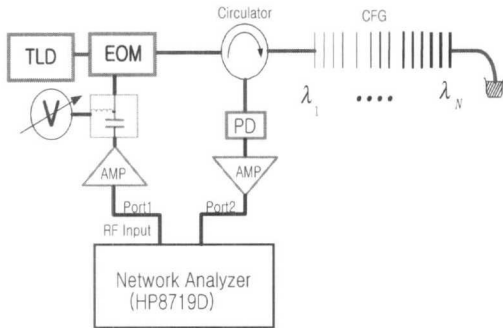 Circulator
CFG
TLD
EOM
λ1
....
λN
V
PD
AMP
AMP
Port1
Port2
RF Input
Network Analyzer
(HP8719D)